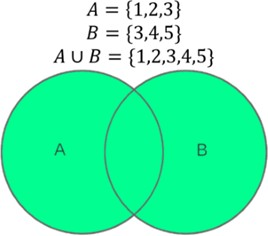 A = {1,2,3}
B = {3,4,5}
A ∪ B = {1,2,3,4,5}
A B